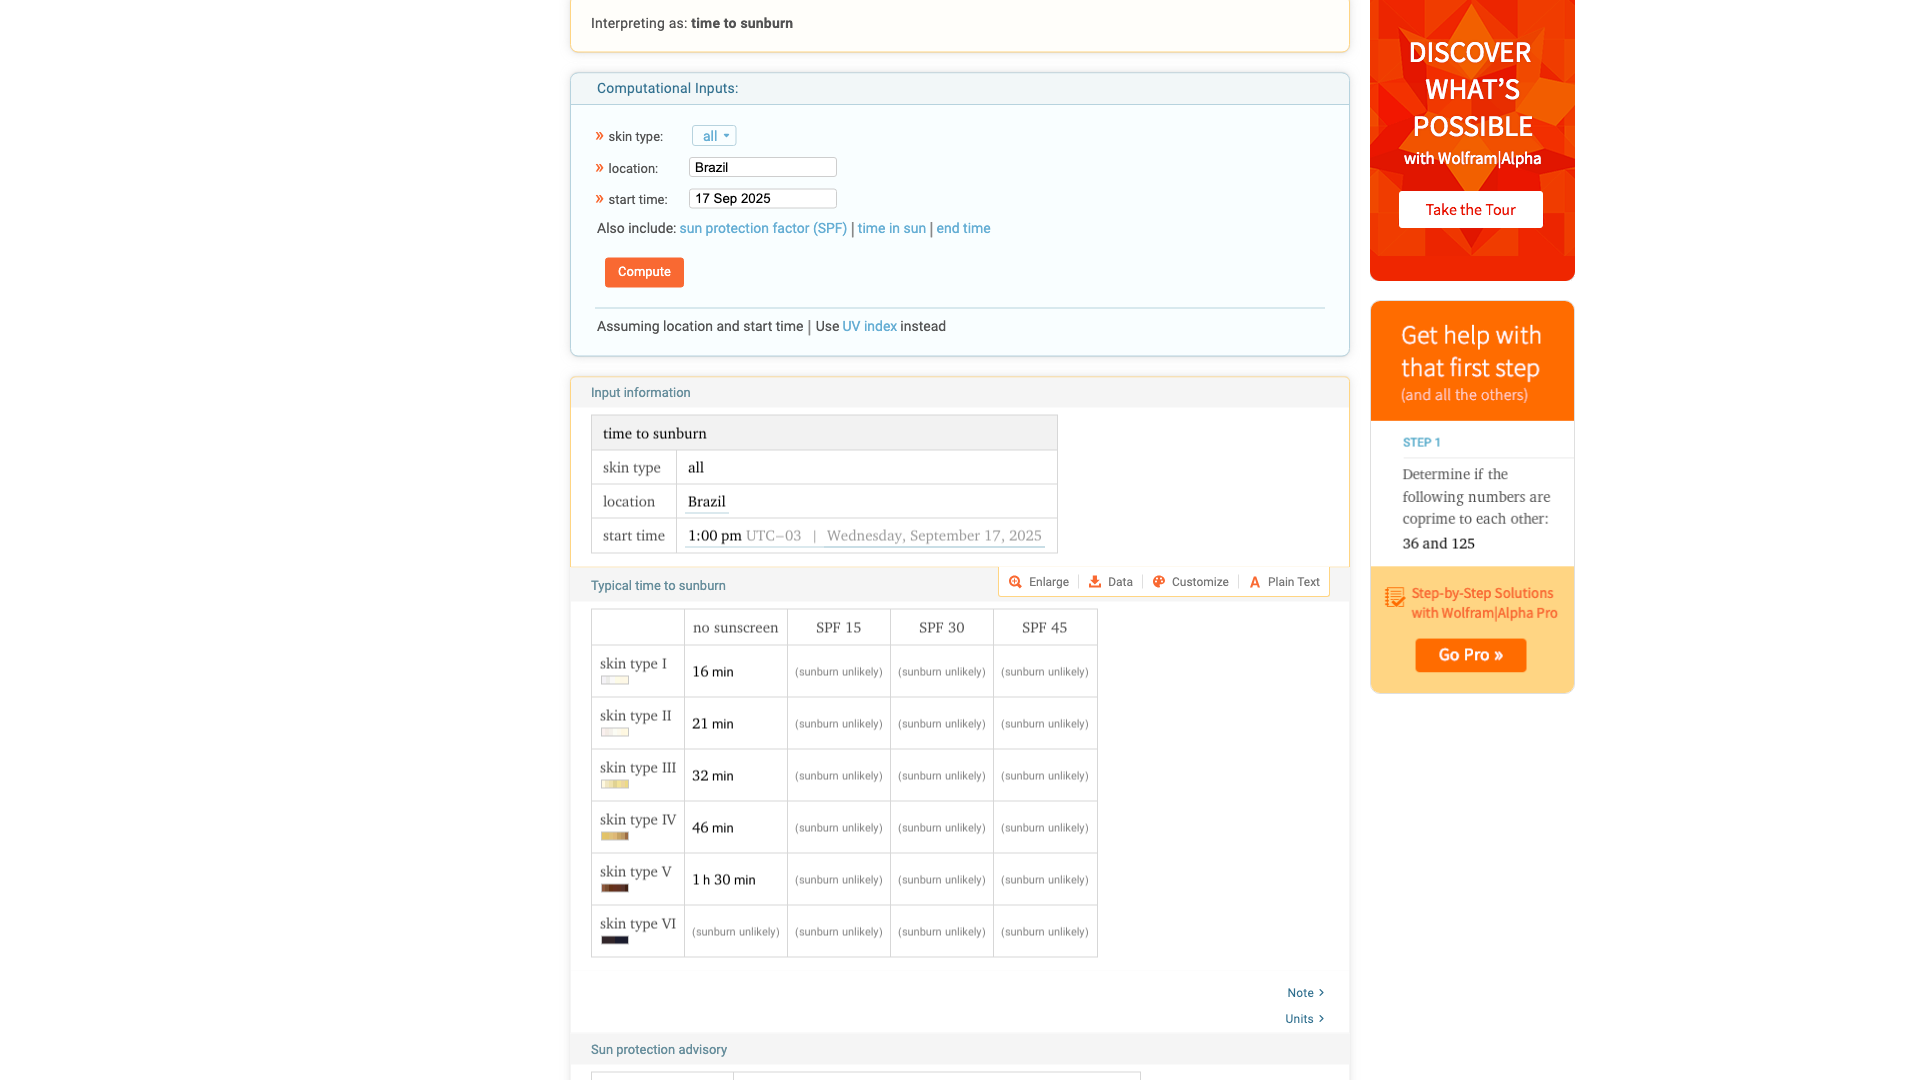 Interpreting as: time to sunburn
Computational Inputs:
» skin type: all
» location: Brazil
» start time: 17 Sep 2025
Also include: sun protection factor (SPF) | time in sun | end time
Compute
Assuming location and start time | Use UV index instead
Input information
time to sunburn
skin type all
location Brazil
start time 1:00 pm UTC−03 | Wednesday, September 17, 2025
Typical time to sunburn
Enlarge Data Customize A Plain Text
no sunscreen SPF 15 SPF 30 SPF 45
skin type I 16 min (sunburn unlikely) (sunburn unlikely) (sunburn unlikely)
skin type II 21 min (sunburn unlikely) (sunburn unlikely) (sunburn unlikely)
skin type III 32 min (sunburn unlikely) (sunburn unlikely) (sunburn unlikely)
skin type IV 46 min (sunburn unlikely) (sunburn unlikely) (sunburn unlikely)
skin type V 1 h 30 min (sunburn unlikely) (sunburn unlikely) (sunburn unlikely)
skin type VI (sunburn unlikely) (sunburn unlikely) (sunburn unlikely) (sunburn unlikely)
Note >
Units >
Sun protection advisory
DISCOVER
WHAT'S
POSSIBLE
with Wolfram|Alpha
Take the Tour
Get help with
that first step
(and all the others)
STEP 1
Determine if the
following numbers are
coprime to each other:
36 and 125
Step-by-Step Solutions
with Wolfram|Alpha Pro
Go Pro »